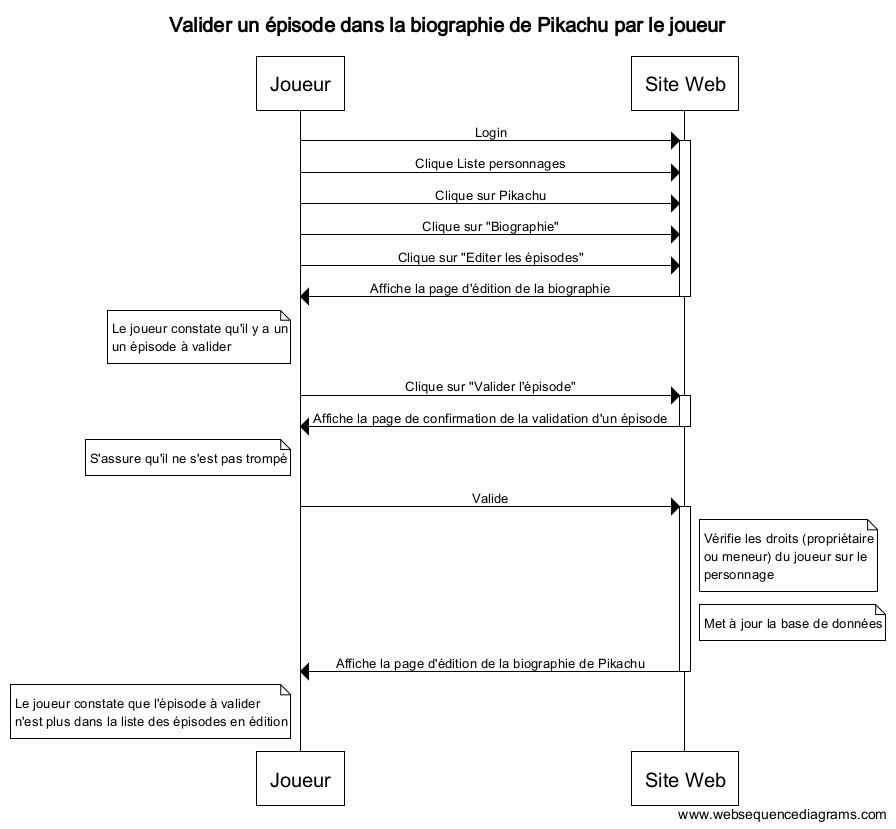 Valider un épisode dans la biographie de Pikachu par le joueur
Joueur
Site Web
Login
Clique Liste personnages
Clique sur Pikachu
Clique sur "Biographie"
Clique sur "Editer les épisodes"
Affiche la page d'édition de la biographie
Le joueur constate qu'il y a un
un épisode à valider
Clique sur "Valider l'épisode"
Affiche la page de confirmation de la validation d'un épisode
S'assure qu'il ne s'est pas trompé
Valide
Vérifie les droits (propriétaire
ou meneur) du joueur sur le
personnage
Met à jour la base de données
Affiche la page d'édition de la biographie de Pikachu
Le joueur constate que l'épisode à valider
n'est plus dans la liste des épisodes en édition
Joueur
Site Web
www.websequencediagrams.com